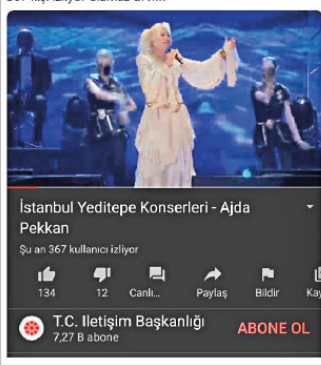 İstanbul Yeditepe Konserleri - Ajda
Pekkan
Şu an 367 kullanıcı izliyor
134
12
Canlı...
Paylaş
Bildir
Kay
T.C. İletişim Başkanlığı
7,27 B abone
ABONE OL